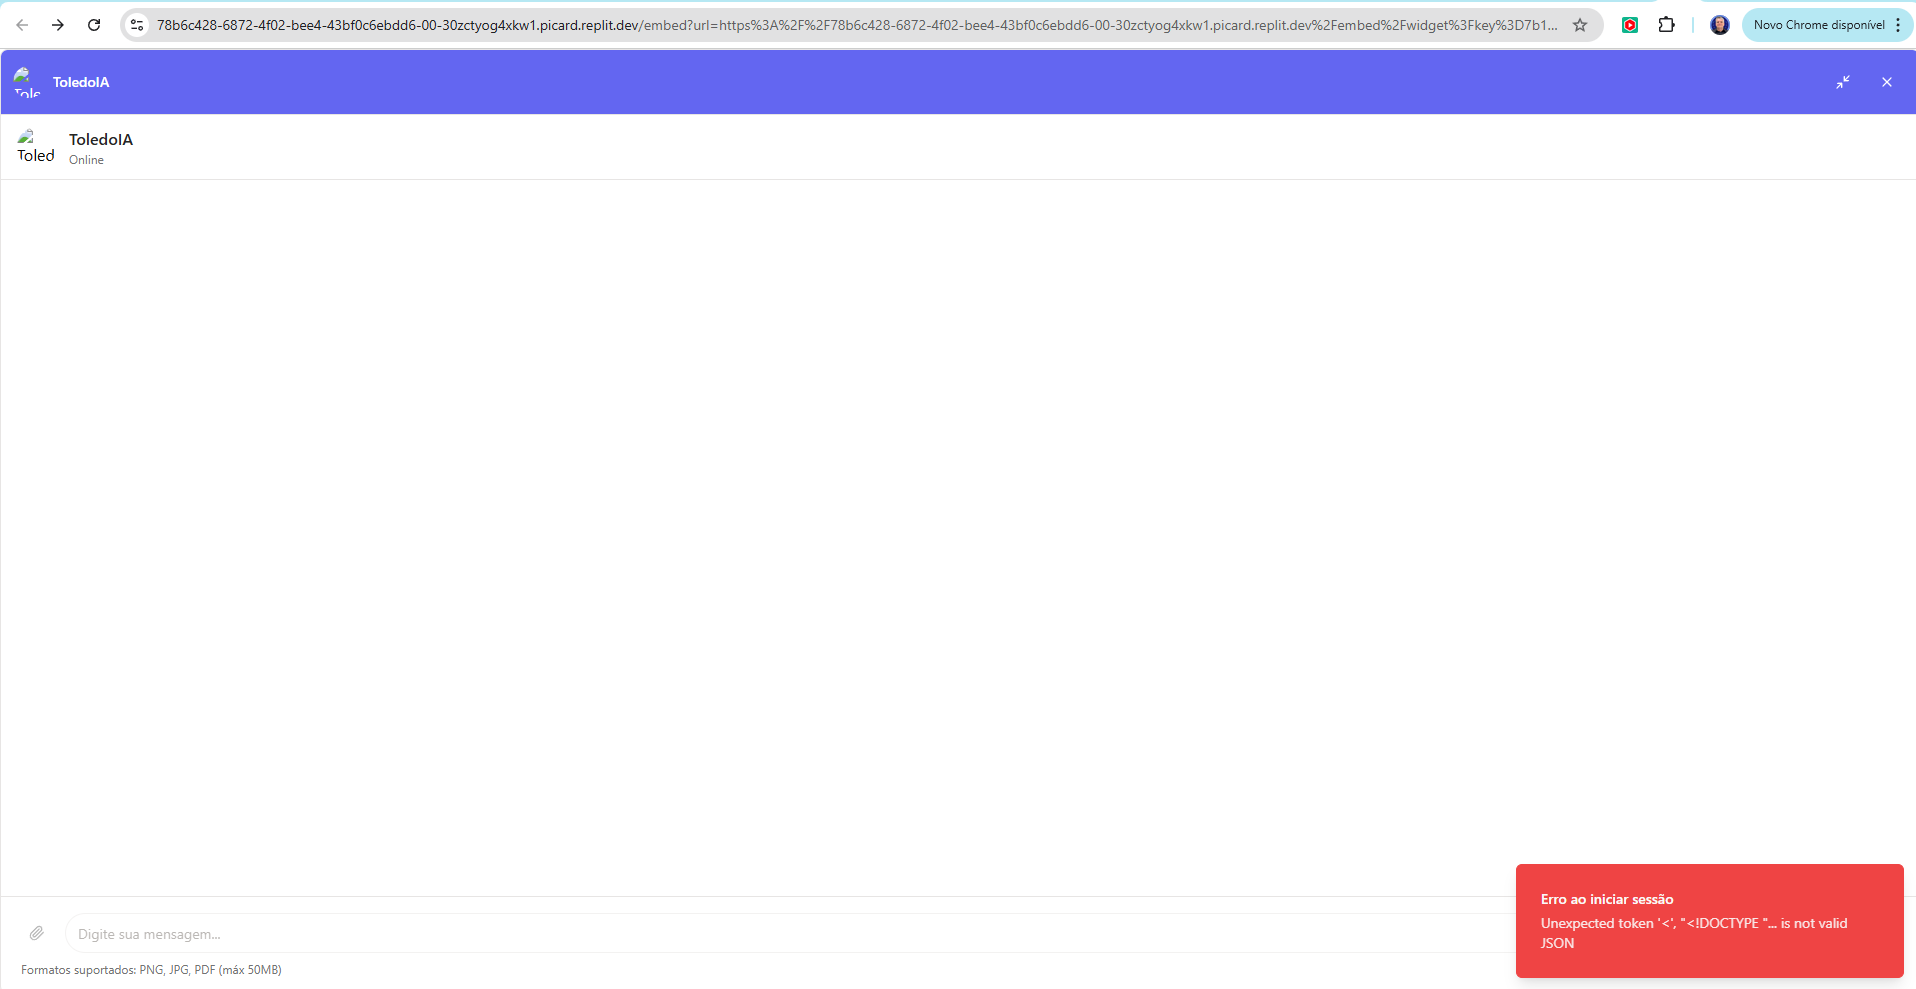 78b6c428-6872-4f02-bee4-43bf0c6ebdd6-00-30zctyog4xkw1.picard.replit.dev/embed?url=https%3A%2F%2F78b6c428-6872-4f02-bee4-43bf0c6ebdd6-00-30zctyog4xkw1.picard.replit.dev%2Fembed%2Fwidget%3Fkey%3D7b1...
Novo Chrome disponível
Tole
ToledoIA
Toled
ToledoIA
Online
Erro ao iniciar sessão
Unexpected token '<', "<!DOCTYPE "... is not valid
JSON
Digite sua mensagem...
Formatos suportados: PNG, JPG, PDF (máx 50MB)